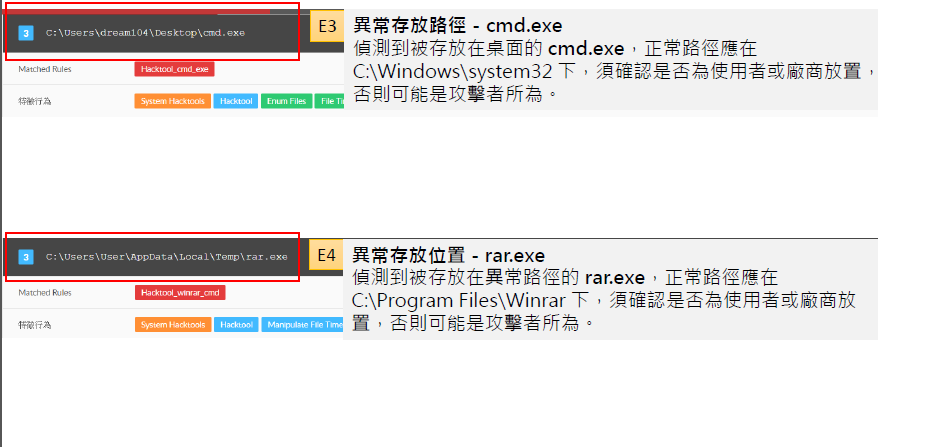 3 C:\Users\dream104\Desktop\cmd.exe
E3
異常存放路徑 - cmd.exe
偵測到被存放在桌面的 cmd.exe，正常路徑應在
C:\Windows\system32 下，須確認是否為使用者或廠商放置，
否則可能是攻擊者所為。
Matched Rules Hacktool_cmd_exe
特徵行為 System Hacktools Hacktool Enum Files File Ti
3 C:\Users\User\AppData\Local\Temp\rar.exe
E4
異常存放位置 - rar.exe
偵測到被存放在異常路徑的 rar.exe，正常路徑應在
C:\Program Files\Winrar 下，須確認是否為使用者或廠商放
置，否則可能是攻擊者所為。
Matched Rules Hacktool_winrar_cmd
特徵行為 System Hacktools Hacktool Manipulate File Time